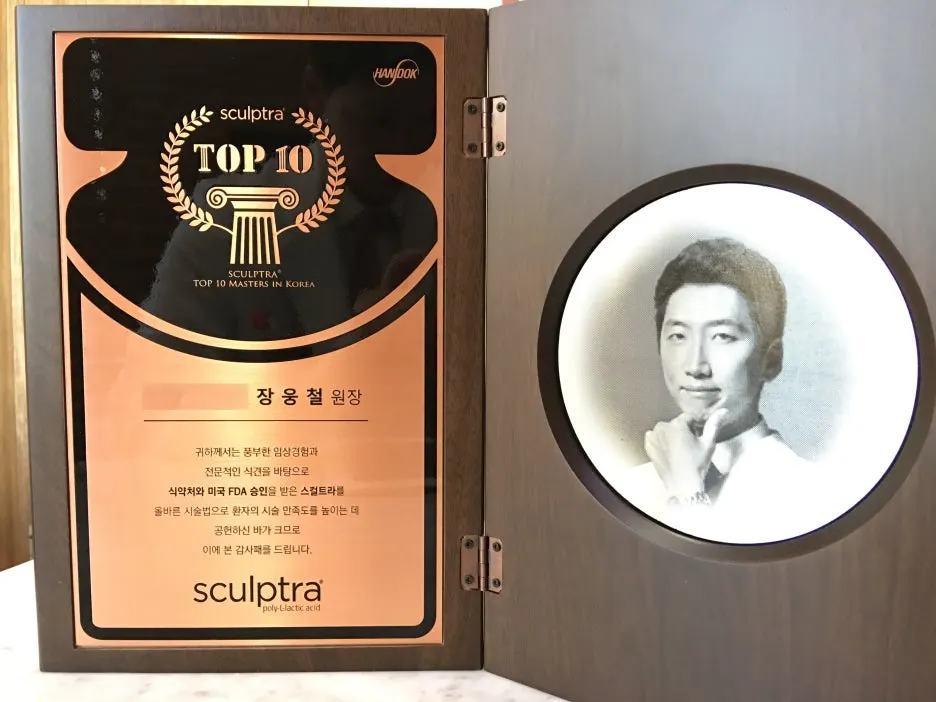 HANDOK
sculptra®
TOP 10
SCULPTRA®
TOP 10 MASTERS IN KOREA
장웅철 원장
귀하께서는 풍부한 임상경험과
전문적인 식견을 바탕으로
식약처와 미국 FDA 승인을 받은 스컬트라를
올바른 시술법으로 환자의 시술 만족도를 높이는 데
공헌하신 바가 크므로
이에 본 감사패를 드립니다.
sculptra®
poly-L-lactic acid